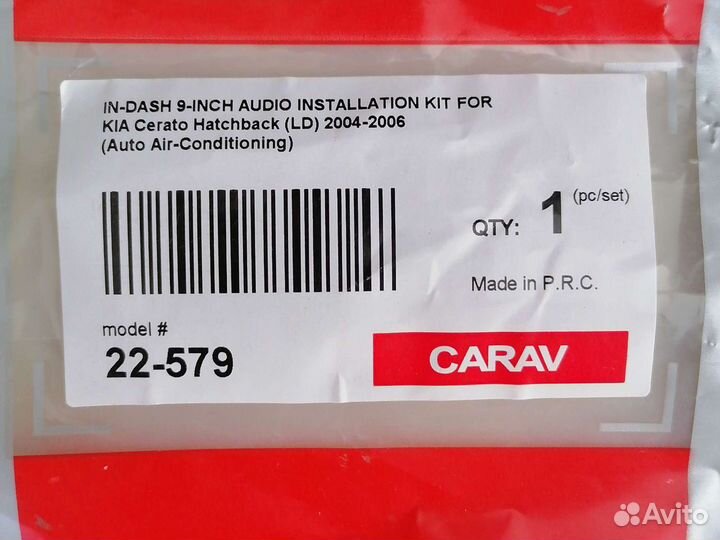 IN-DASH 9-INCH AUDIO INSTALLATION KIT FOR
KIA Cerato Hatchback (LD) 2004-2006
(Auto Air-Conditioning)
QTY: 1 (pc/set)
Made in P.R.C.
model #
22-579
CARAV
Avito